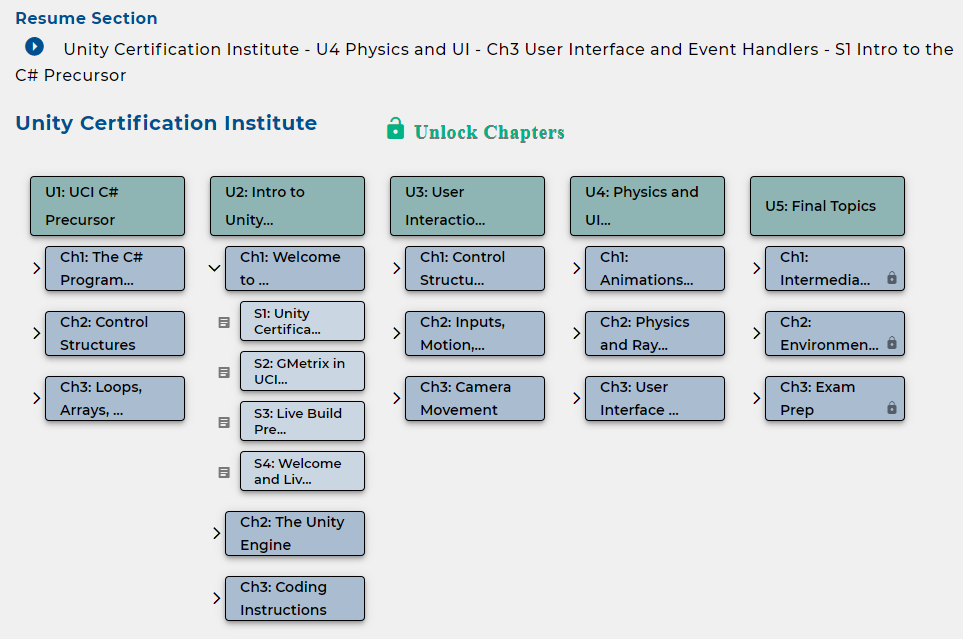 Resume Section
Unity Certification Institute - U4 Physics and UI - Ch3 User Interface and Event Handlers - S1 Intro to the
C# Precursor
Unity Certification Institute
Unlock Chapters
U1: UCI C#
Precursor
Ch1: The C#
Program...
Ch2: Control
Structures
Ch3: Loops,
Arrays, ...
U2: Intro to
Unity...
Ch1: Welcome
to ...
S1: Unity
Certifica...
S2: GMetrix in
UCI...
S3: Live Build
Pre...
S4: Welcome
and Liv...
Ch2: The Unity
Engine
Ch3: Coding
Instructions
U3: User
Interactio...
Ch1: Control
Structu...
Ch2: Inputs,
Motion,...
Ch3: Camera
Movement
U4: Physics and
UI...
Ch1:
Animations...
Ch2: Physics
and Ray...
Ch3: User
Interface ...
U5: Final Topics
Ch1:
Intermedia...
Ch2:
Environmen...
Ch3: Exam
Prep